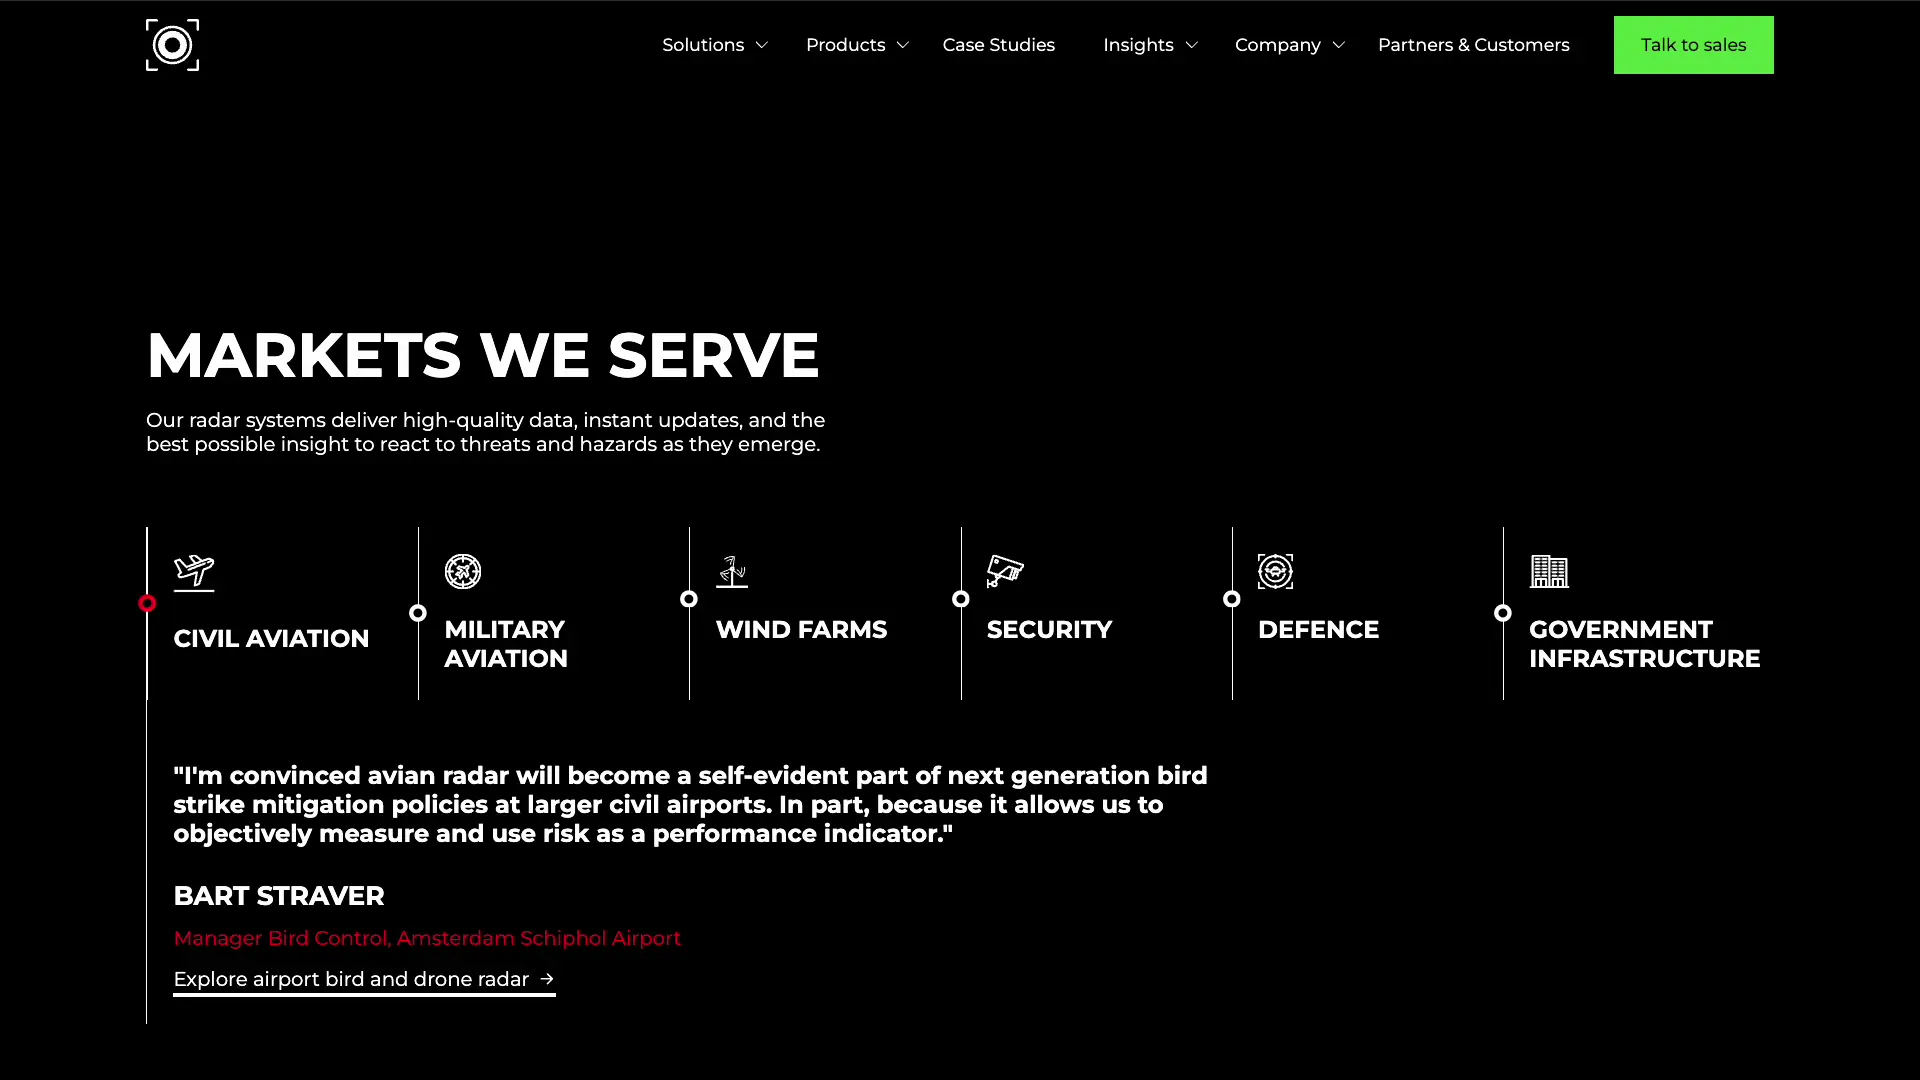 Solutions Products Case Studies Insights Company Partners & Customers Talk to sales
MARKETS WE SERVE
Our radar systems deliver high-quality data, instant updates, and the
best possible insight to react to threats and hazards as they emerge.
CIVIL AVIATION
MILITARY
AVIATION
WIND FARMS
SECURITY
DEFENCE
GOVERNMENT
INFRASTRUCTURE
"I'm convinced avian radar will become a self-evident part of next generation bird
strike mitigation policies at larger civil airports. In part, because it allows us to
objectively measure and use risk as a performance indicator."
BART STRAVER
Manager Bird Control, Amsterdam Schiphol Airport
Explore airport bird and drone radar →